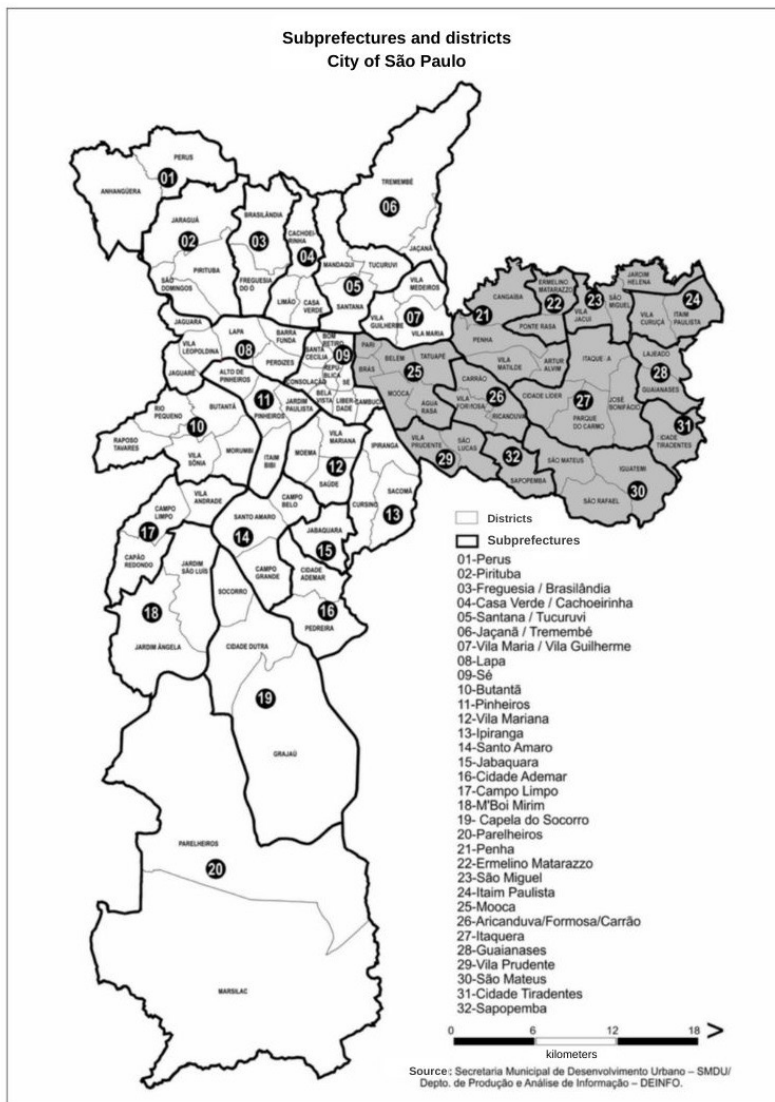 Subprefectures and districts
City of São Paulo
PERUS
01
ANHANGÜERA
TREMEMBÉ
06
JAÇANÃ
JARAGUÁ
02
PIRITUBA
SÃO
DOMINGOS
BRASILÂNDIA
03
FREGUESIA
DO Ó
CACHOEI-
RINHA
04
LIMÃO
CASA
VERDE
MANDAQUI
TUCURUVI
05
SANTANA
VILA
MEDEIROS
07
VILA
GUILHERME
VILA MARIA
JAGUARA
VILA
LEOPOLDINA
JAGUARÉ
LAPA
08
BARRA
FUNDA
PERDIZES
ALTO DE
PINHEIROS
BOM
RETIRO
SANTA
CECÍLIA
09
REPÚ-
BLICA
SÉ
CONSOLAÇÃO
BELA
VISTA
LIBER-
DADE
CAMBUCI
11
PINHEIROS
JARDIM
PAULISTA
ITAIM
BIBI
RIO
PEQUENO
BUTANTÃ
10
RAPOSO
TAVARES
VILA
SÔNIA
MORUMBI
VILA
MARIANA
MOEMA
12
SAÚDE
IPIRANGA
SACOMÃ
CURSINO
13
CANGAÍBA
21
PENHA
VILA
MATILDE
ARTUR
ALVIM
ERMELINO
MATARAZZO
22
PONTE RASA
23
VILA
JACUI
SÃO
MIGUEL
JARDIM
HELENA
24
VILA
CURUÇA
ITAIM
PAULISTA
PARI
BELEM
TATUAPÉ
BRÁS
25
MOOCA
AGUA
RASA
CARRÃO
26
VILA
FORMOSA
CIDADE LIDER
27
PARQUE
DO CARMO
JOSÉ
BONIFÁCIO
LAJEADO
28
GUAIANASES
31
CIDADE
TIRADENTES
VILA
PRUDENTE
SÃO
LUCAS
29
32
SAPOPEMBA
SÃO MATEUS
IGUATEMI
SÃO RAFAEL
30
CAMPO
LIMPO
17
VILA
ANDRADE
CAPÃO
REDONDO
SANTO AMARO
14
CAMPO
BELO
CAMPO
GRANDE
JABAQUARA
15
CIDADE
ADEMAR
16
PEDREIRA
JARDIM
SÃO LUÍS
18
JARDIM ÂNGELA
SOCORRO
CIDADE DUTRA
19
GRAJAÚ
PARELHEIROS
20
MARSILAC
Districts
Subprefectures
01-Perus
02-Pirituba
03-Freguesia / Brasilândia
04-Casa Verde / Cachoeirinha
05-Santana / Tucuruvi
06-Jaçanã / Tremembé
07-Vila Maria / Vila Guilherme
08-Lapa
09-Sé
10-Butantã
11-Pinheiros
12-Vila Mariana
13-Ipiranga
14-Santo Amaro
15-Jabaquara
16-Cidade Ademar
17-Campo Limpo
18-M'Boi Mirim
19- Capela do Socorro
20-Parelheiros
21-Penha
22-Ermelino Matarazzo
23-São Miguel
24-Itaim Paulista
25-Mooca
26-Aricanduva/Formosa/Carrão
27-Itaquera
28-Guaianases
29-Vila Prudente
30-São Mateus
31-Cidade Tiradentes
32-Sapopemba
0 6 12 18
kilometers
Source: Secretaria Municipal de Desenvolvimento Urbano – SMDU/
Depto. de Produção e Análise de Informação – DEINFO.